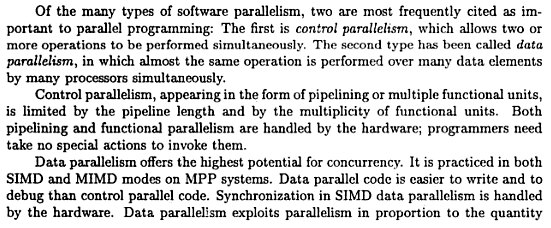 Of the many types of software parallelism, two are most frequently cited as im-
portant to parallel programming: The first is control parallelism, which allows two or
more operations to be performed simultaneously. The second type has been called data
parallelism, in which almost the same operation is performed over many data elements
by many processors simultaneously.
Control parallelism, appearing in the form of pipelining or multiple functional units,
is limited by the pipeline length and by the multiplicity of functional units. Both
pipelining and functional parallelism are handled by the hardware; programmers need
take no special actions to invoke them.
Data parallelism offers the highest potential for concurrency. It is practiced in both
SIMD and MIMD modes on MPP systems. Data parallel code is easier to write and to
debug than control parallel code. Synchronization in SIMD data parallelism is handled
by the hardware. Data parallelism exploits parallelism in proportion to the quantity